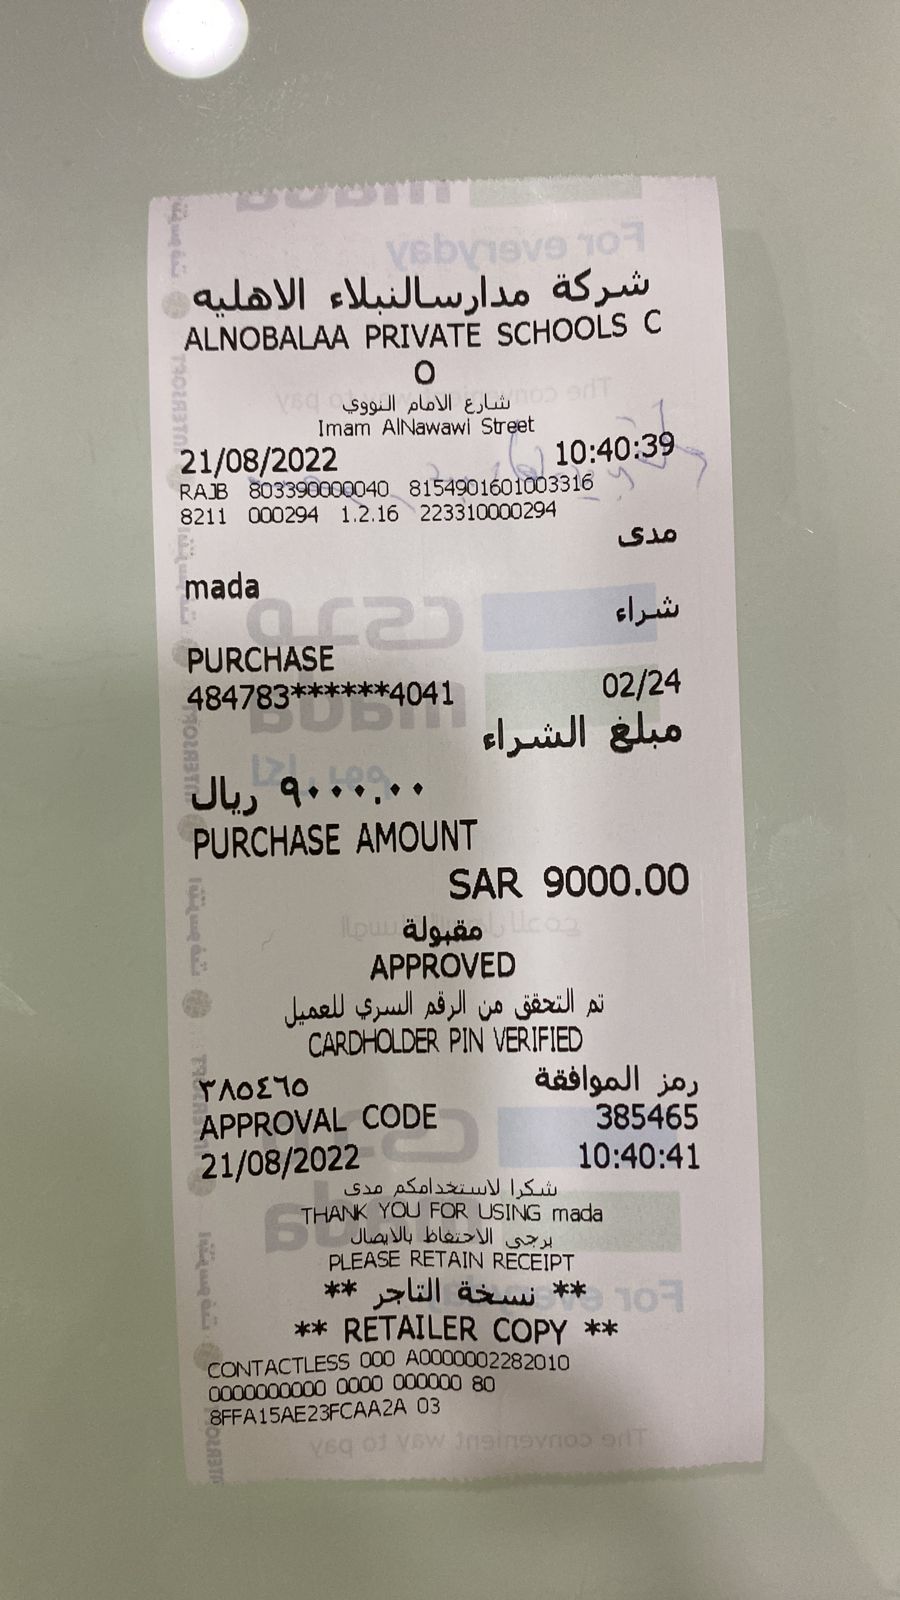 شركة مدارسالنبلاء الاهليه
ALNOBALAA PRIVATE SCHOOLS C
O
شارع الامام النووي
Imam AlNawawi Street
21/08/2022 10:40:39
RAJB 803390000040 8154901601003316
8211 000294 1.2.16 223310000294
مدى
mada
شراء
PURCHASE
484783******4041 02/24
مبلغ الشراء
٩٠٠٠.٠٠ ريال
PURCHASE AMOUNT
SAR 9000.00
مقبولة
APPROVED
تم التحقق من الرقم السري للعميل
CARDHOLDER PIN VERIFIED
رمز الموافقة ٣٨٥٤٦٥
APPROVAL CODE 385465
21/08/2022 10:40:41
شكرا لاستخدامكم مدى
THANK YOU FOR USING mada
يرجى الاحتفاظ بالايصال
PLEASE RETAIN RECEIPT
** نسخة التاجر **
** RETAILER COPY **
CONTACTLESS 000 A0000002282010
0000000000 0000 000000 80
8FFA15AE23FCAA2A 03